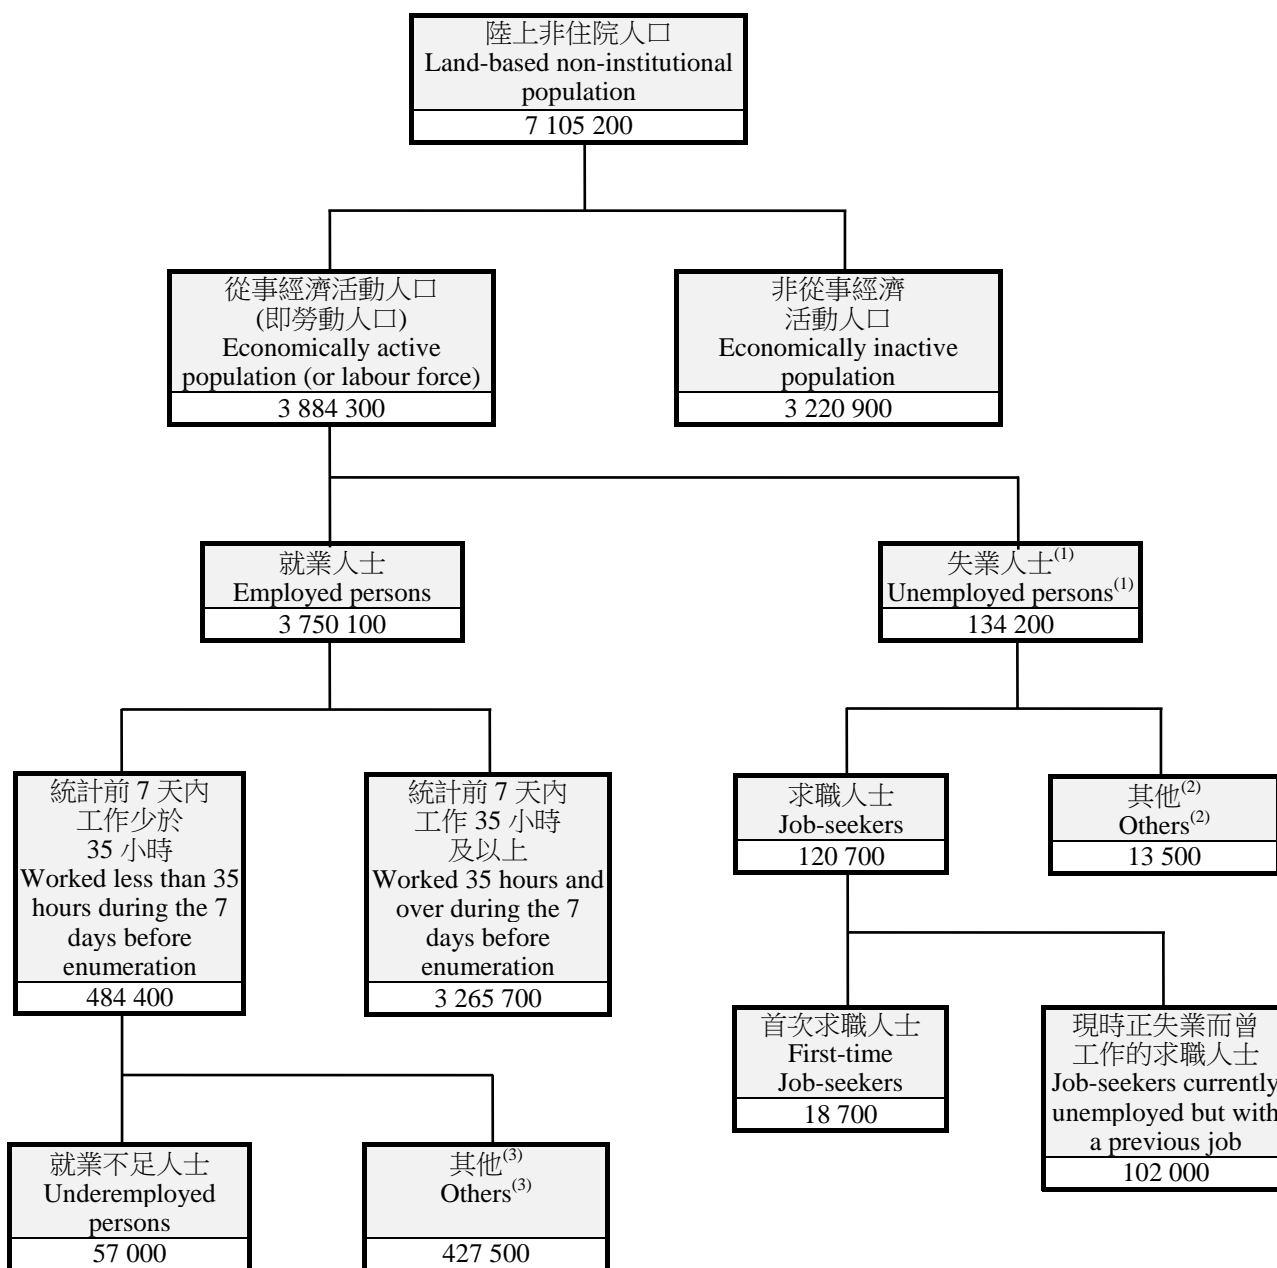 陸上非住院人口
Land-based non-institutional
population
7 105 200
從事經濟活動人口
(即勞動人口)
Economically active
population (or labour force)
3 884 300
非從事經濟
活動人口
Economically inactive
population
3 220 900
就業人士
Employed persons
3 750 100
失業人士(1)
Unemployed persons(1)
134 200
統計前 7 天內
工作少於
35 小時
Worked less than 35
hours during the 7
days before
enumeration
484 400
統計前 7 天內
工作 35 小時
及以上
Worked 35 hours and
over during the 7
days before
enumeration
3 265 700
求職人士
Job-seekers
120 700
其他(2)
Others(2)
13 500
首次求職人士
First-time
Job-seekers
18 700
現時正失業而曾
工作的求職人士
Job-seekers currently
unemployed but with
a previous job
102 000
就業不足人士
Underemployed
persons
57 000
其他(3)
Others(3)
427 500